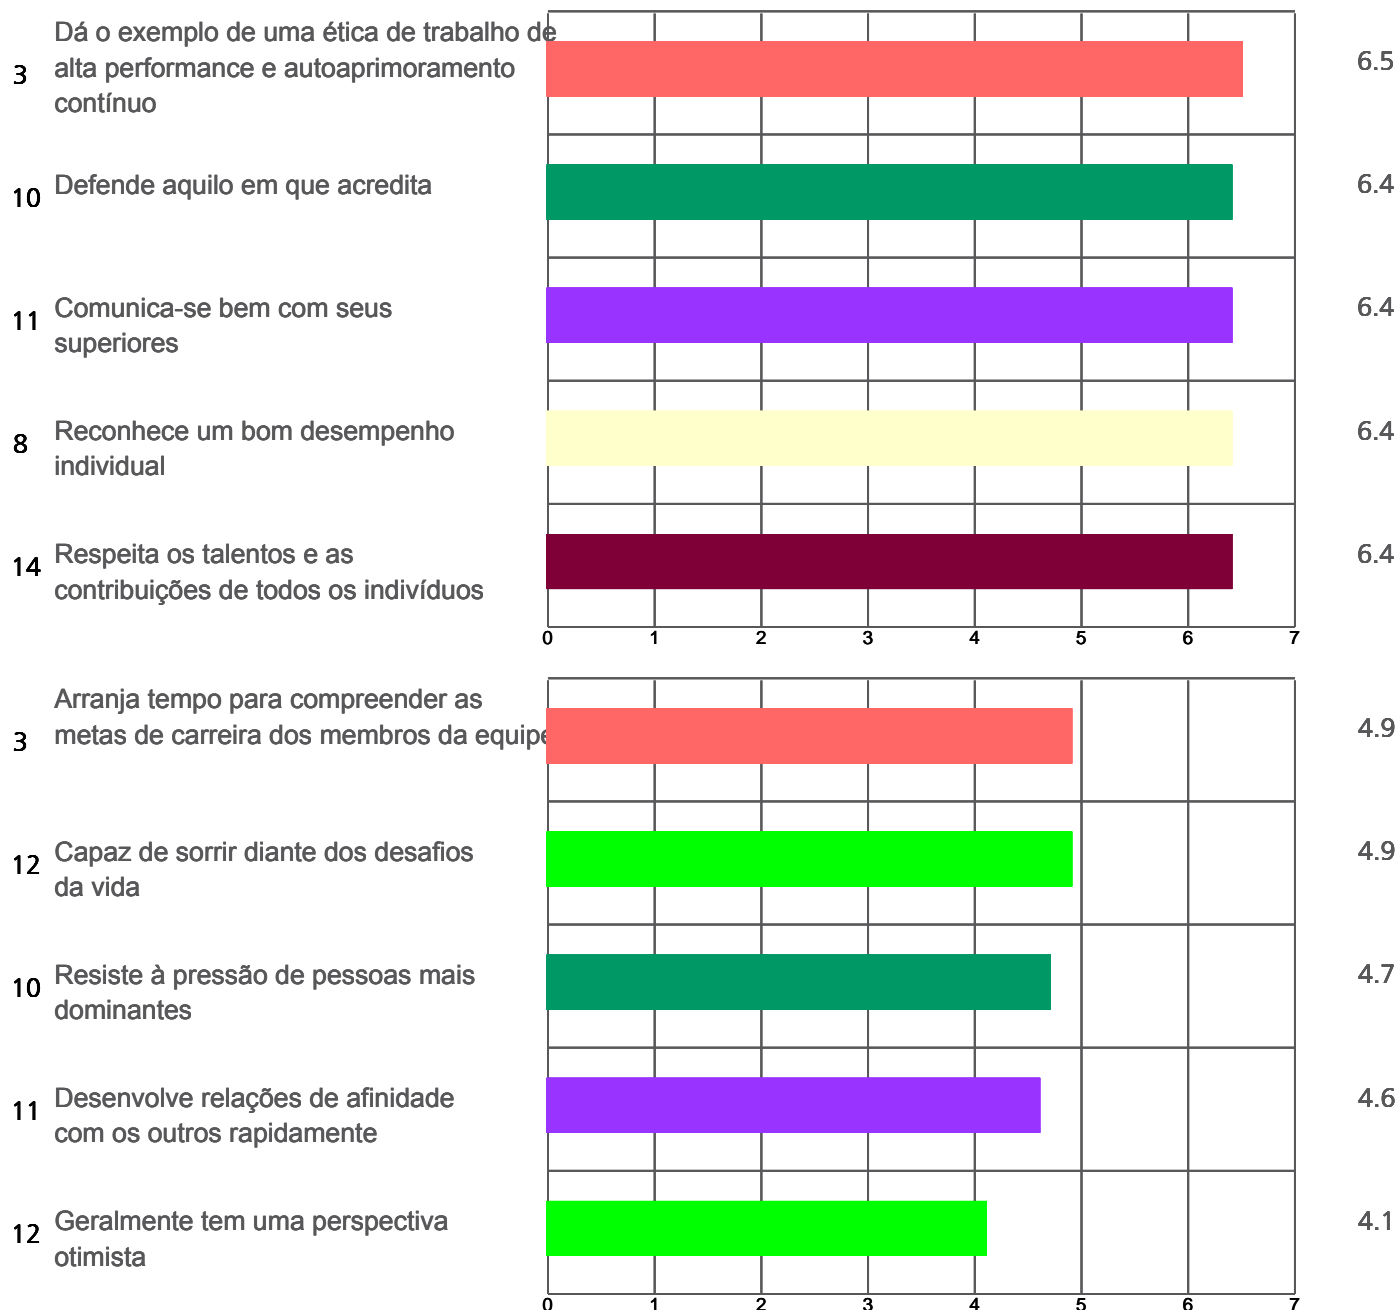 Dá o exemplo de uma ética de trabalho de
3 alta performance e autoaprimoramento 6.5
contínuo
10 Defende aquilo em que acredita 6.4
11 Comunica-se bem com seus 6.4
superiores
8 Reconhece um bom desempenho 6.4
individual
14 Respeita os talentos e as 6.4
contribuições de todos os indivíduos
0 1 2 3 4 5 6 7
Arranja tempo para compreender as
3 metas de carreira dos membros da equipe 4.9
12 Capaz de sorrir diante dos desafios 4.9
da vida
10 Resiste à pressão de pessoas mais 4.7
dominantes
11 Desenvolve relações de afinidade 4.6
com os outros rapidamente
12 Geralmente tem uma perspectiva 4.1
otimista
0 1 2 3 4 5 6 7